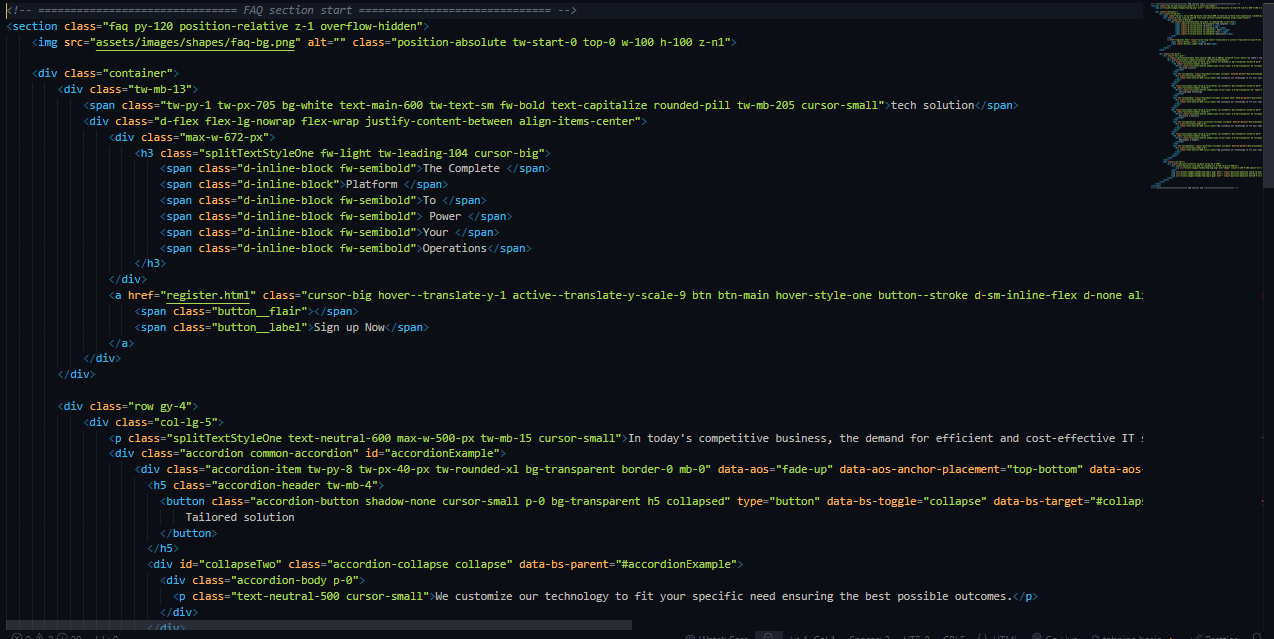 <!-- =============================== FAQ section start =============================== -->
<section class="faq py-120 position-relative z-1 overflow-hidden">
<img src="assets/images/shapes/faq-bg.png" alt="" class="position-absolute tw-start-0 top-0 w-100 h-100 z-n1">
<div class="container">
<div class="tw-mb-13">
<span class="tw-py-1 tw-px-705 bg-white text-main-600 tw-text-sm fw-bold text-capitalize rounded-pill tw-mb-205 cursor-small">tech solution</span>
<div class="d-flex flex-lg-nowrap flex-wrap justify-content-between align-items-center">
<div class="max-w-672-px">
<h3 class="splitTextStyleOne fw-light tw-leading-104 cursor-big">
<span class="d-inline-block fw-semibold">The Complete </span>
<span class="d-inline-block">Platform </span>
<span class="d-inline-block fw-semibold">To </span>
<span class="d-inline-block fw-semibold"> Power </span>
<span class="d-inline-block fw-semibold">Your </span>
<span class="d-inline-block fw-semibold">Operations</span>
</h3>
</div>
<a href="register.html" class="cursor-big hover--translate-y-1 active--translate-y-scale-9 btn btn-main hover-style-one button--stroke d-sm-inline-flex d-none ali
<span class="button__flair"></span>
<span class="button__label">Sign up Now</span>
</a>
</div>
</div>
<div class="row gy-4">
<div class="col-lg-5">
<p class="splitTextStyleOne text-neutral-600 max-w-500-px tw-mb-15 cursor-small">In today's competitive business, the demand for efficient and cost-effective IT s
<div class="accordion common-accordion" id="accordionExample">
<div class="accordion-item tw-py-8 tw-px-40-px tw-rounded-xl bg-transparent border-0 mb-0" data-aos="fade-up" data-aos-anchor-placement="top-bottom" data-aos-
<h5 class="accordion-header tw-mb-4">
<button class="accordion-button shadow-none cursor-small p-0 bg-transparent h5 collapsed" type="button" data-bs-toggle="collapse" data-bs-target="#collaps
Tailored solution
</button>
</h5>
<div id="collapseTwo" class="accordion-collapse collapse" data-bs-parent="#accordionExample">
<div class="accordion-body p-0">
<p class="text-neutral-500 cursor-small">We customize our technology to fit your specific need ensuring the best possible outcomes.</p>
</div>
</div>